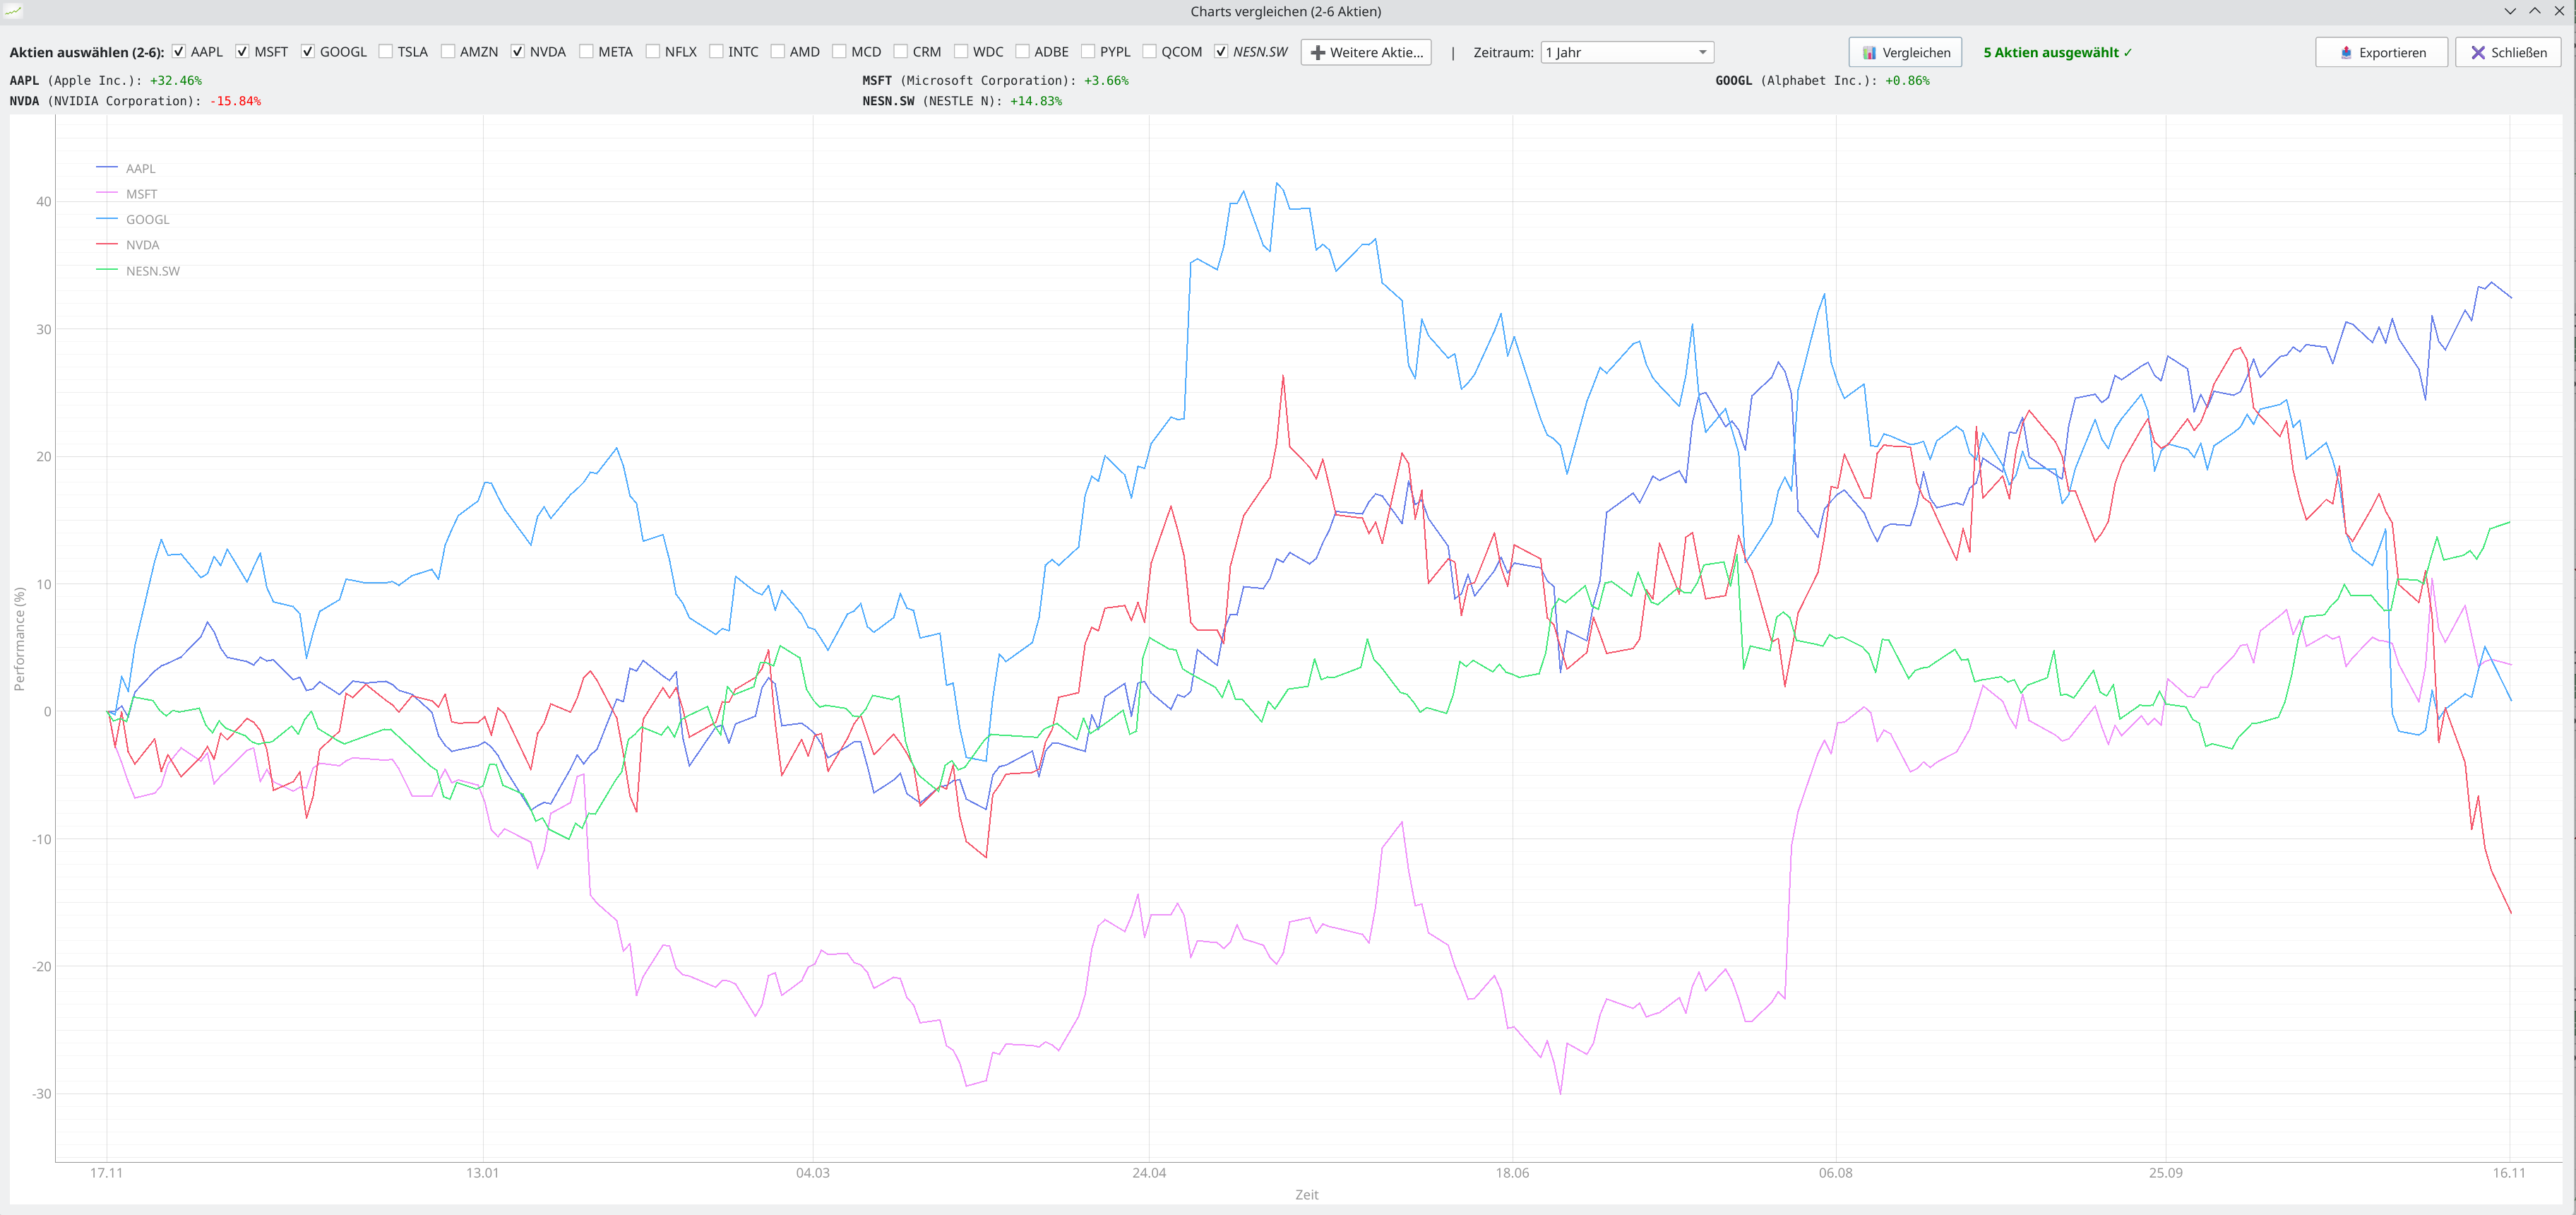 Charts vergleichen (2-6 Aktien)
Aktien auswählen (2-6): AAPL MSFT GOOGL TSLA AMZN NVDA META NFLX INTC AMD MCD CRM WDC ADBE PYPL QCOM NESN.SW Weitere Aktie... | Zeitraum: 1 Jahr Vergleichen 5 Aktien ausgewählt ✓ Exportieren Schließen
AAPL (Apple Inc.): +32.46% MSFT (Microsoft Corporation): +3.66% GOOGL (Alphabet Inc.): +0.86%
NVDA (NVIDIA Corporation): -15.84% NESN.SW (NESTLE N): +14.83%
AAPL
MSFT
GOOGL
NVDA
NESN.SW
40
30
20
10
0
-10
-20
-30
Performance (%)
17.11 13.01 04.03 24.04 18.06 06.08 25.09 16.11
Zeit